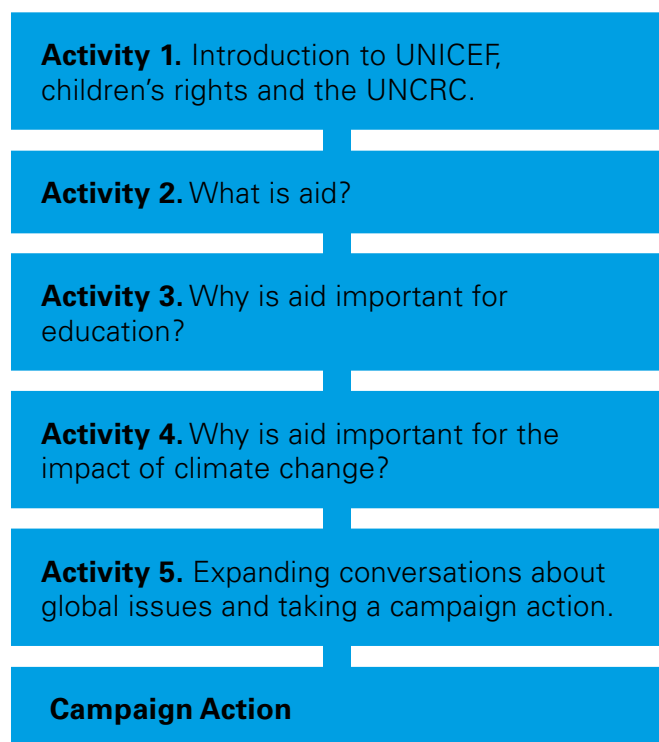 Activity 1. Introduction to UNICEF,
children’s rights and the UNCRC.
Activity 2. What is aid?
Activity 3. Why is aid important for
education?
Activity 4. Why is aid important for the
impact of climate change?
Activity 5. Expanding conversations about
global issues and taking a campaign action.
Campaign Action